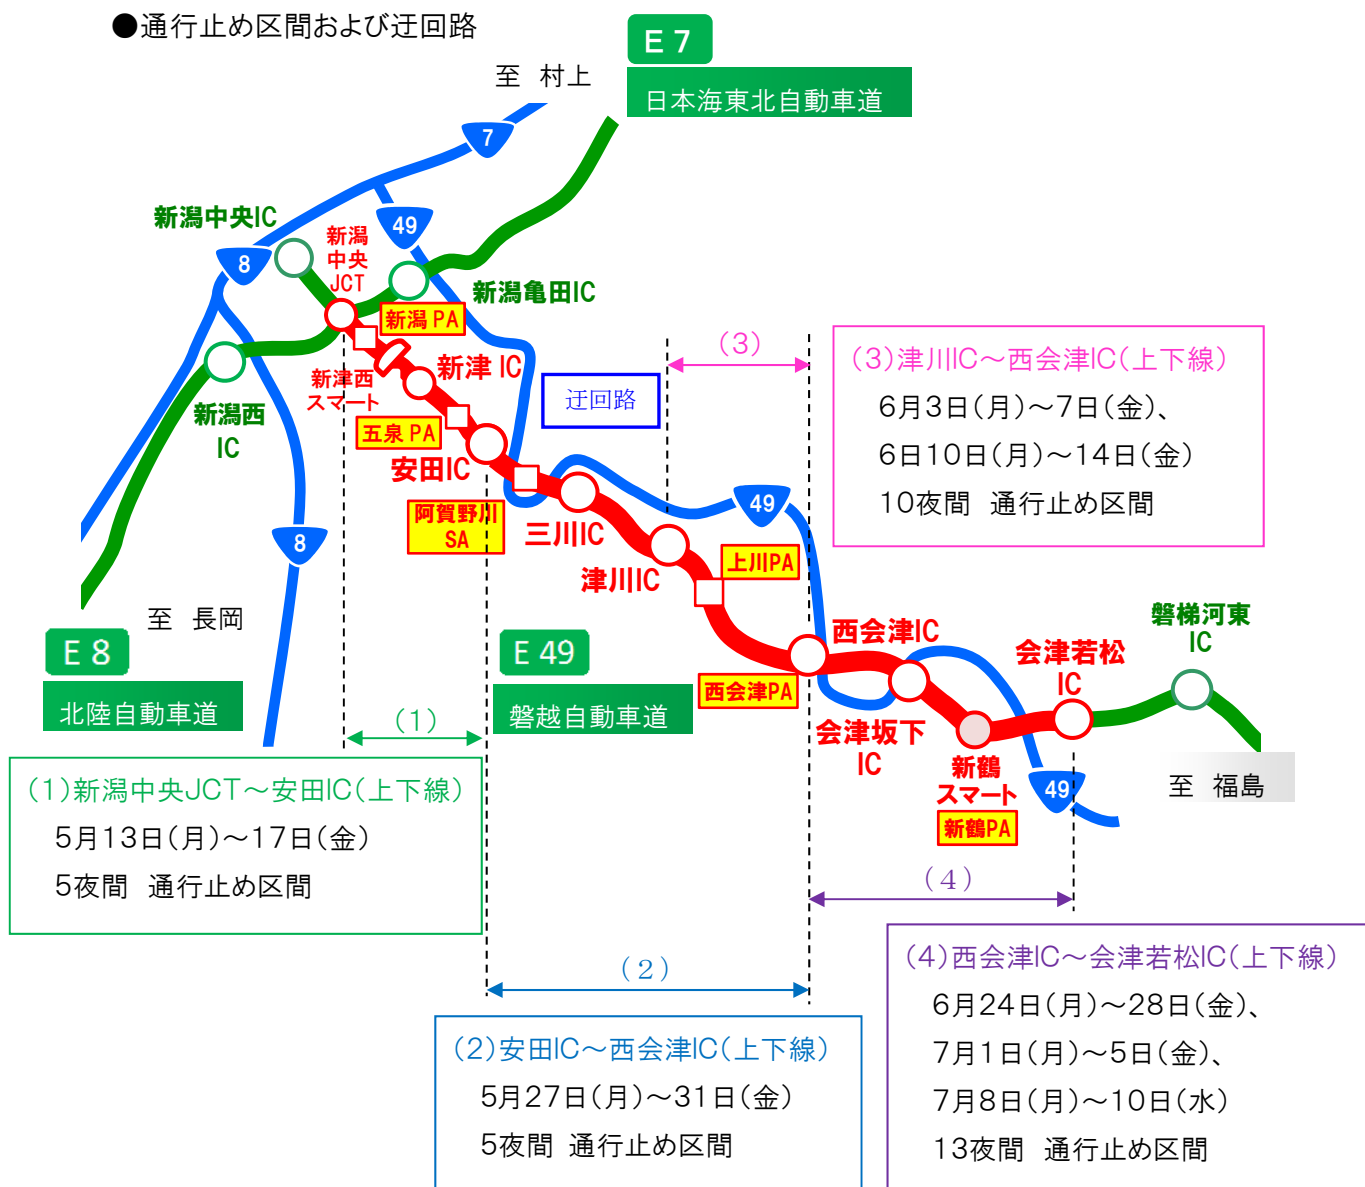 ●通行止め区間および迂回路
E 7
至 村上
日本海東北自動車道
7
新潟中央IC
49
新潟
中央
JCT
8
新潟亀田IC
新潟 PA
新津 IC
新津西
スマート
新潟西
IC
五泉 PA
安田IC
迂回路
(3)
(3)津川IC～西会津IC(上下線)
6月3日(月)～7日(金)、
6日10日(月)～14日(金)
10夜間 通行止め区間
阿賀野川
SA
三川IC
49
8
津川IC
上川PA
至 長岡
E 8
北陸自動車道
E 49
磐越自動車道
西会津IC
西会津PA
会津坂下
IC
会津若松
IC
磐梯河東
IC
新鶴
スマート
新鶴PA
49
至 福島
(1)
(1)新潟中央JCT～安田IC(上下線)
5月13日(月)～17日(金)
5夜間 通行止め区間
(4)
(2)
(2)安田IC～西会津IC(上下線)
5月27日(月)～31日(金)
5夜間 通行止め区間
(4)西会津IC～会津若松IC(上下線)
6月24日(月)～28日(金)、
7月1日(月)～5日(金)、
7月8日(月)～10日(水)
13夜間 通行止め区間